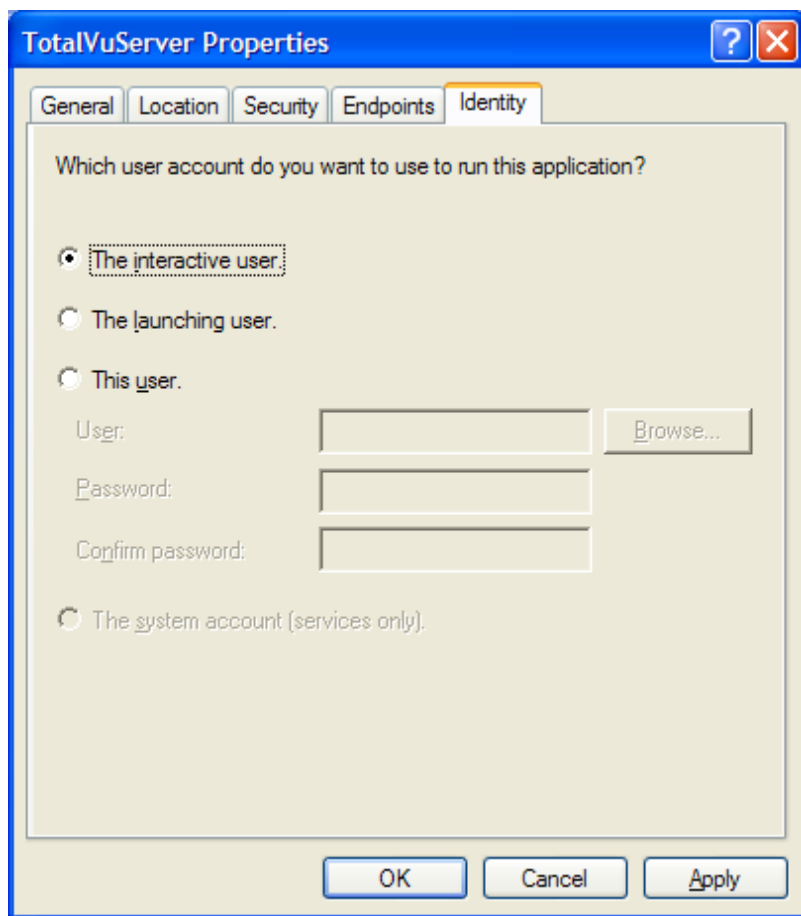 TotalVuServer Properties
?
General Location Security Endpoints Identity
Which user account do you want to use to run this application?
The interactive user.
The launching user.
This user.
User: Browse...
Password:
Confirm password:
The system account (services only).
OK Cancel Apply